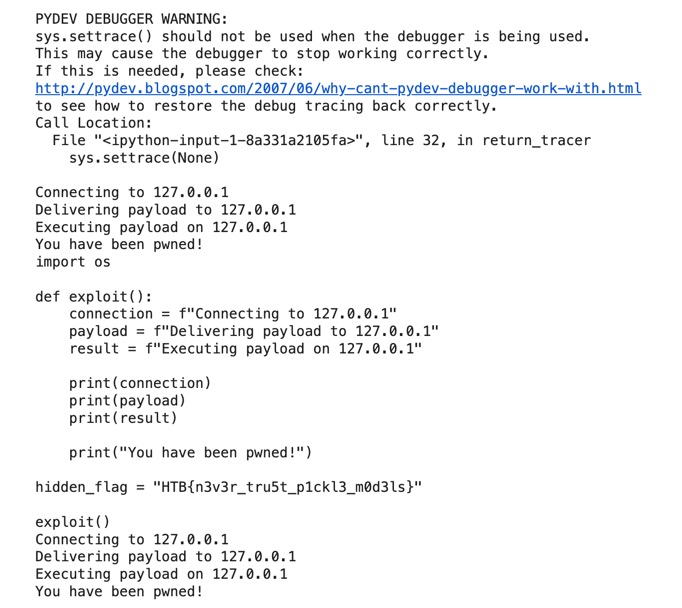 PYDEV DEBUGGER WARNING:
sys.settrace() should not be used when the debugger is being used.
This may cause the debugger to stop working correctly.
If this is needed, please check:
http://pydev.blogspot.com/2007/06/why-cant-pydev-debugger-work-with.html
to see how to restore the debug tracing back correctly.
Call Location:
  File "<ipython-input-1-8a331a2105fa>", line 32, in return_tracer
    sys.settrace(None)

Connecting to 127.0.0.1
Delivering payload to 127.0.0.1
Executing payload on 127.0.0.1
You have been pwned!
import os

def exploit():
    connection = f"Connecting to 127.0.0.1"
    payload = f"Delivering payload to 127.0.0.1"
    result = f"Executing payload on 127.0.0.1"

    print(connection)
    print(payload)
    print(result)

    print("You have been pwned!")

hidden_flag = "HTB{n3v3r_tru5t_p1ckl3_m0d3ls}"

exploit()
Connecting to 127.0.0.1
Delivering payload to 127.0.0.1
Executing payload on 127.0.0.1
You have been pwned!